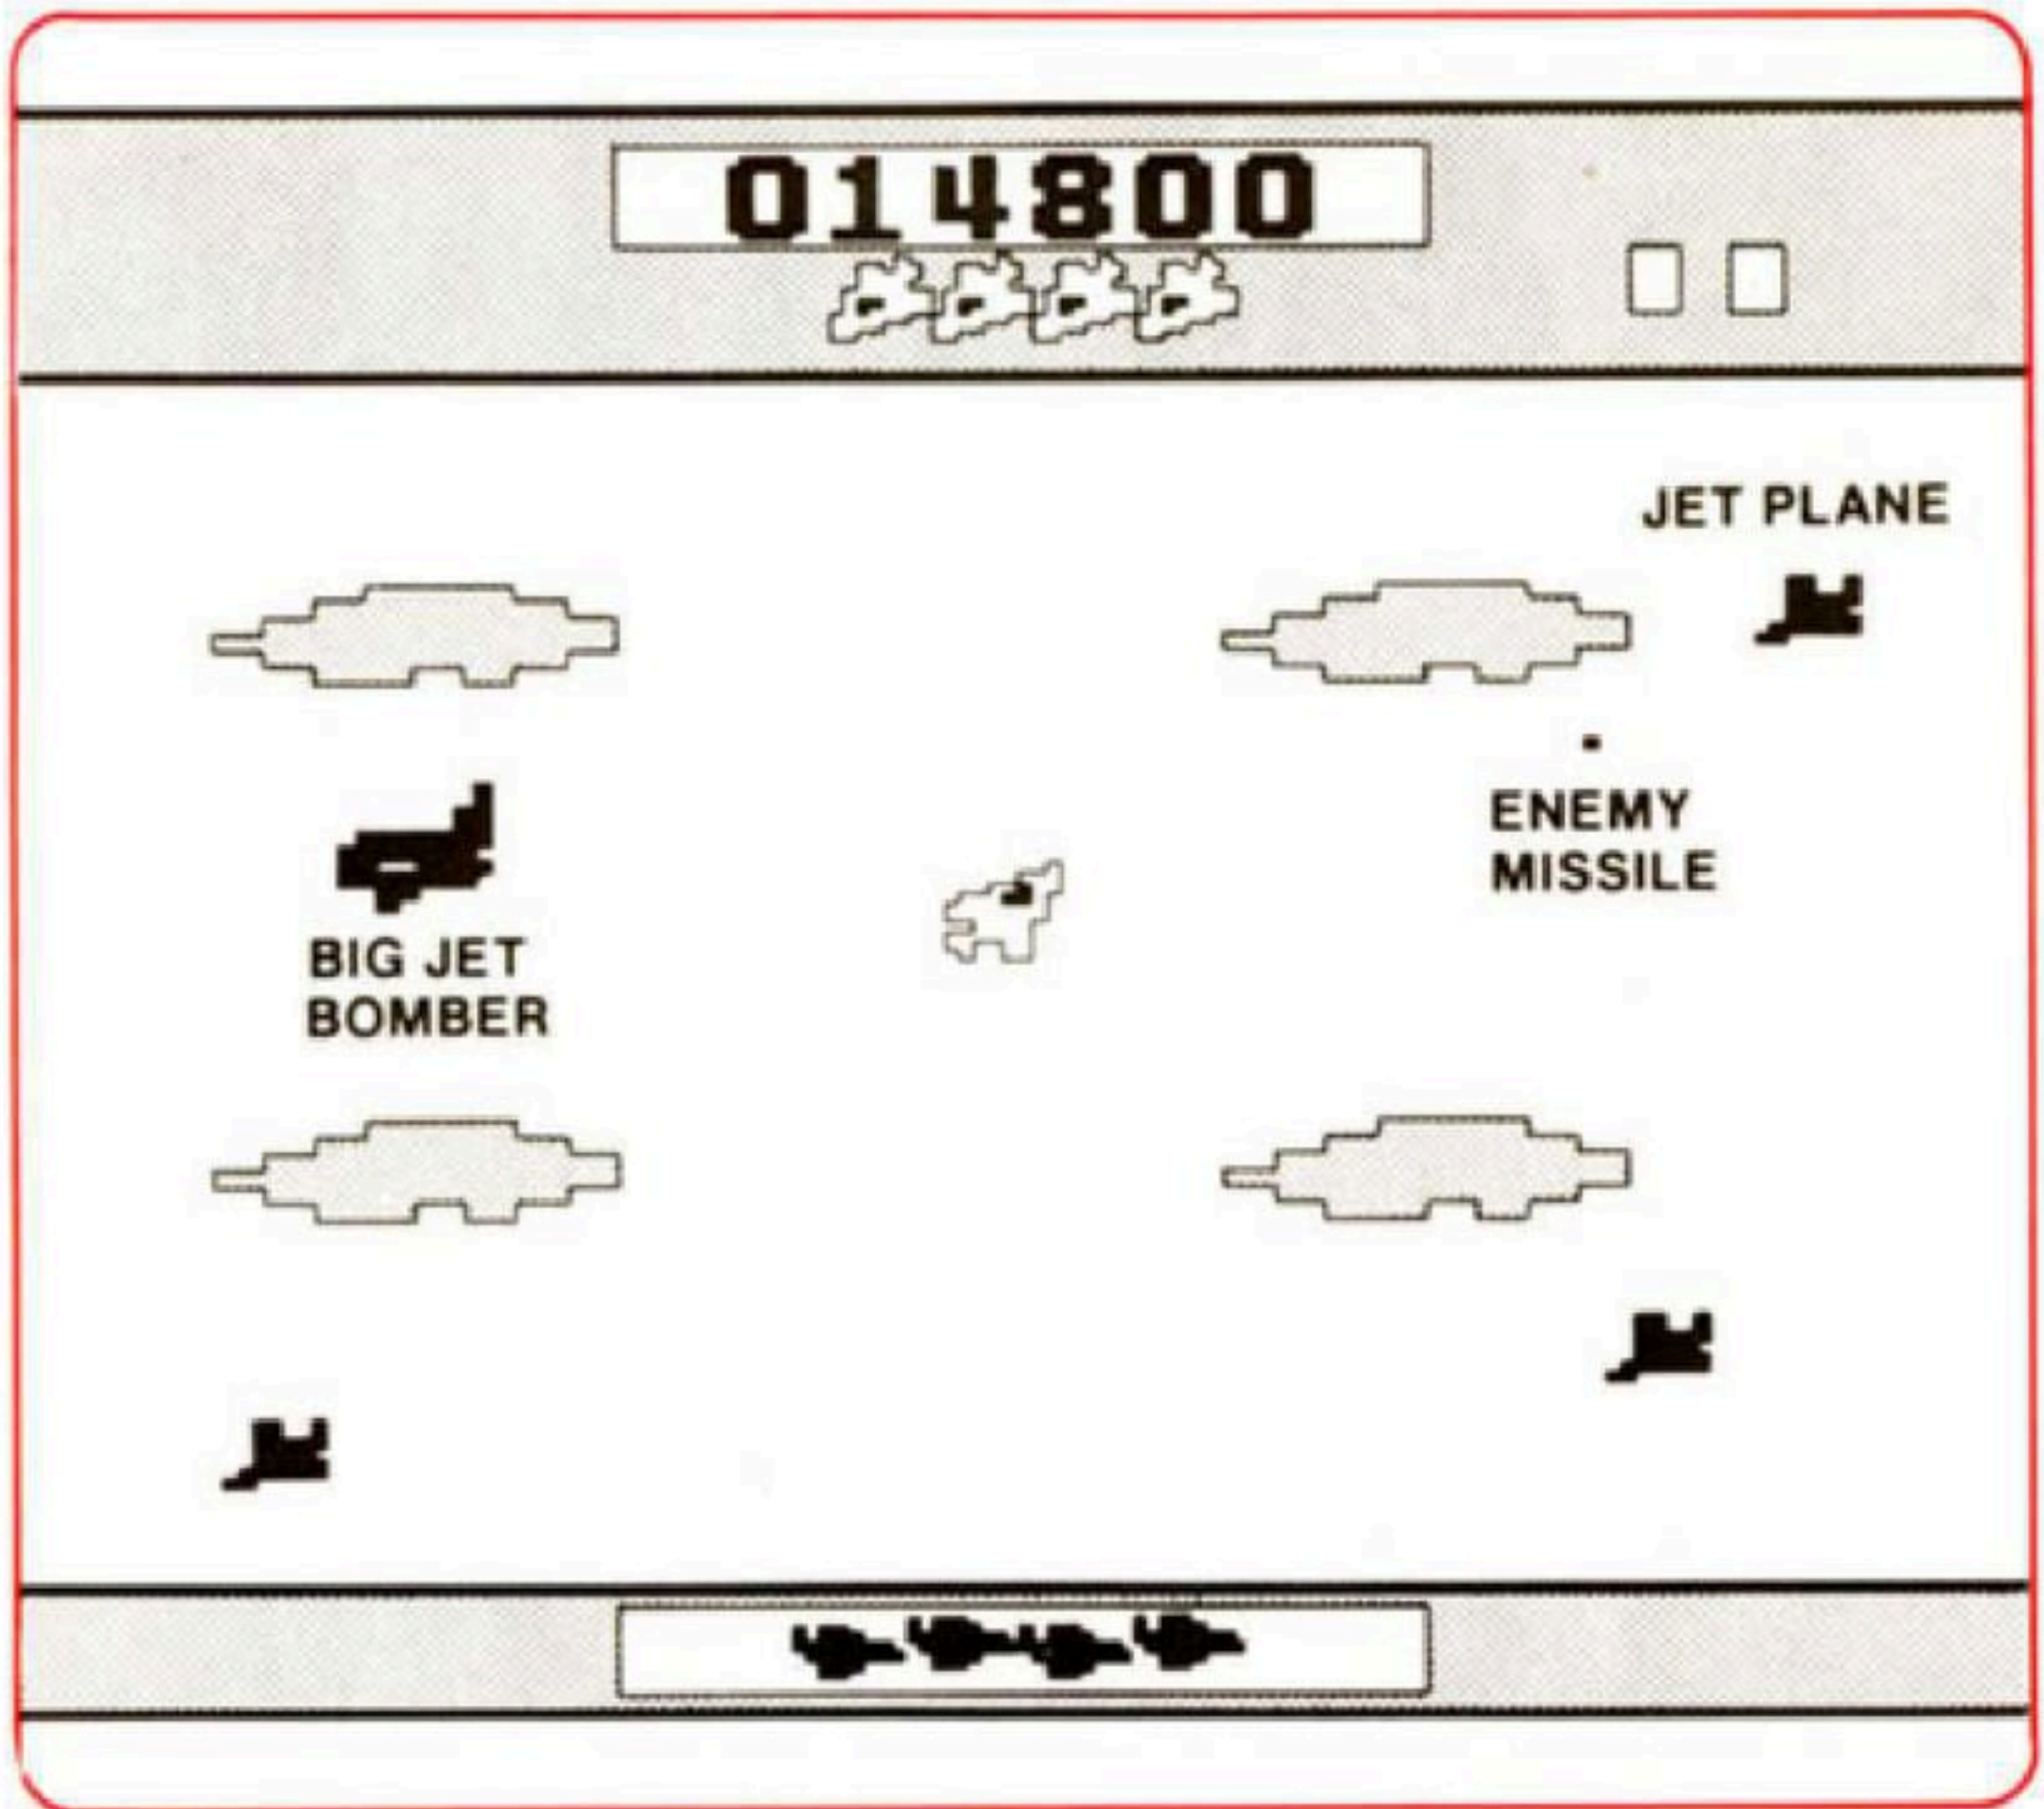 014800
JET PLANE
ENEMY
MISSILE
BIG JET
BOMBER